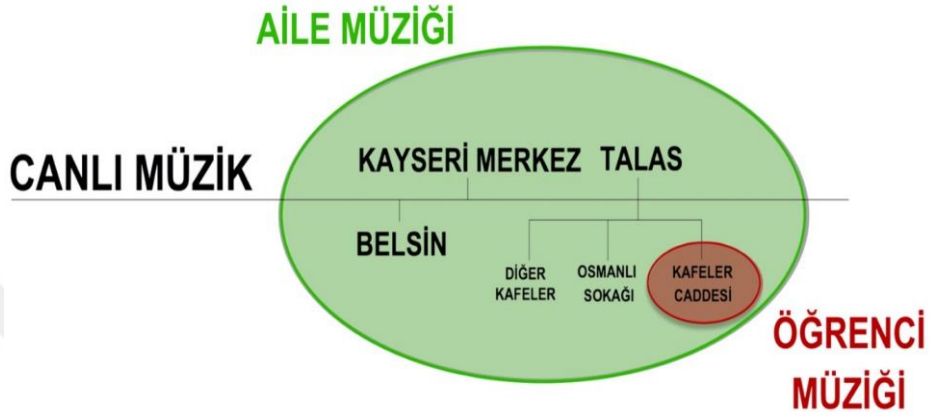 AİLE MÜZİĞİ
CANLI MÜZİK
KAYSERİ MERKEZ
TALAS
BELSİN
DİĞER
KAFELER
OSMANLI
SOKAĞI
KAFELER
CADDESİ
ÖĞRENCİ
MÜZİĞİ